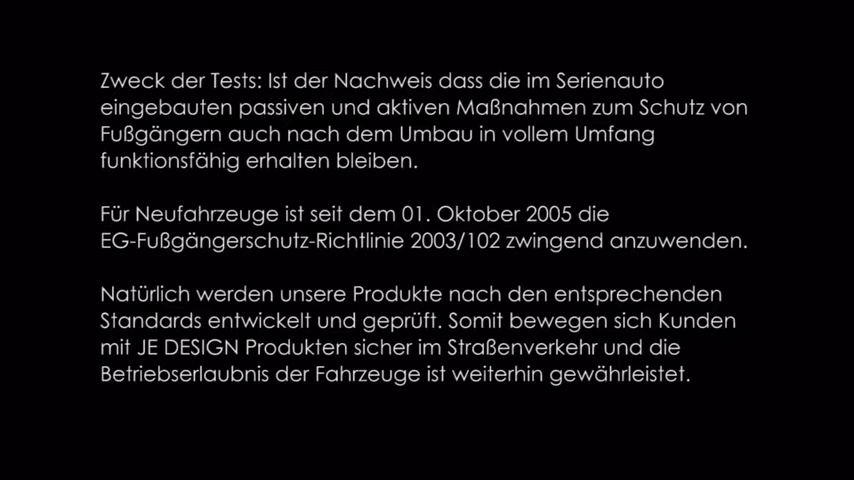 Zweck der Tests: Ist der Nachweis dass die im Serienauto
eingebauten passiven und aktiven Maßnahmen zum Schutz von
Fußgängern auch nach dem Umbau in vollem Umfang
funktionsfähig erhalten bleiben.
Für Neufahrzeuge ist seit dem 01. Oktober 2005 die
EG-Fußgängerschutz-Richtlinie 2003/102 zwingend anzuwenden.
Natürlich werden unsere Produkte nach den entsprechenden
Standards entwickelt und geprüft. Somit bewegen sich Kunden
mit JE DESIGN Produkten sicher im Straßenverkehr und die
Betriebserlaubnis der Fahrzeuge ist weiterhin gewährleistet.